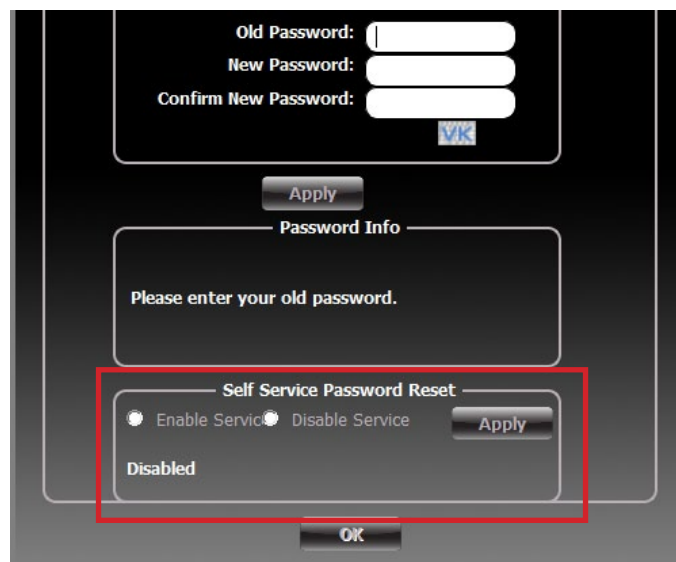 Old Password:
New Password:
Confirm New Password:
VK
Apply
Password Info
Please enter your old password.
Self Service Password Reset
Enable Servic Disable Service Apply
Disabled
OK